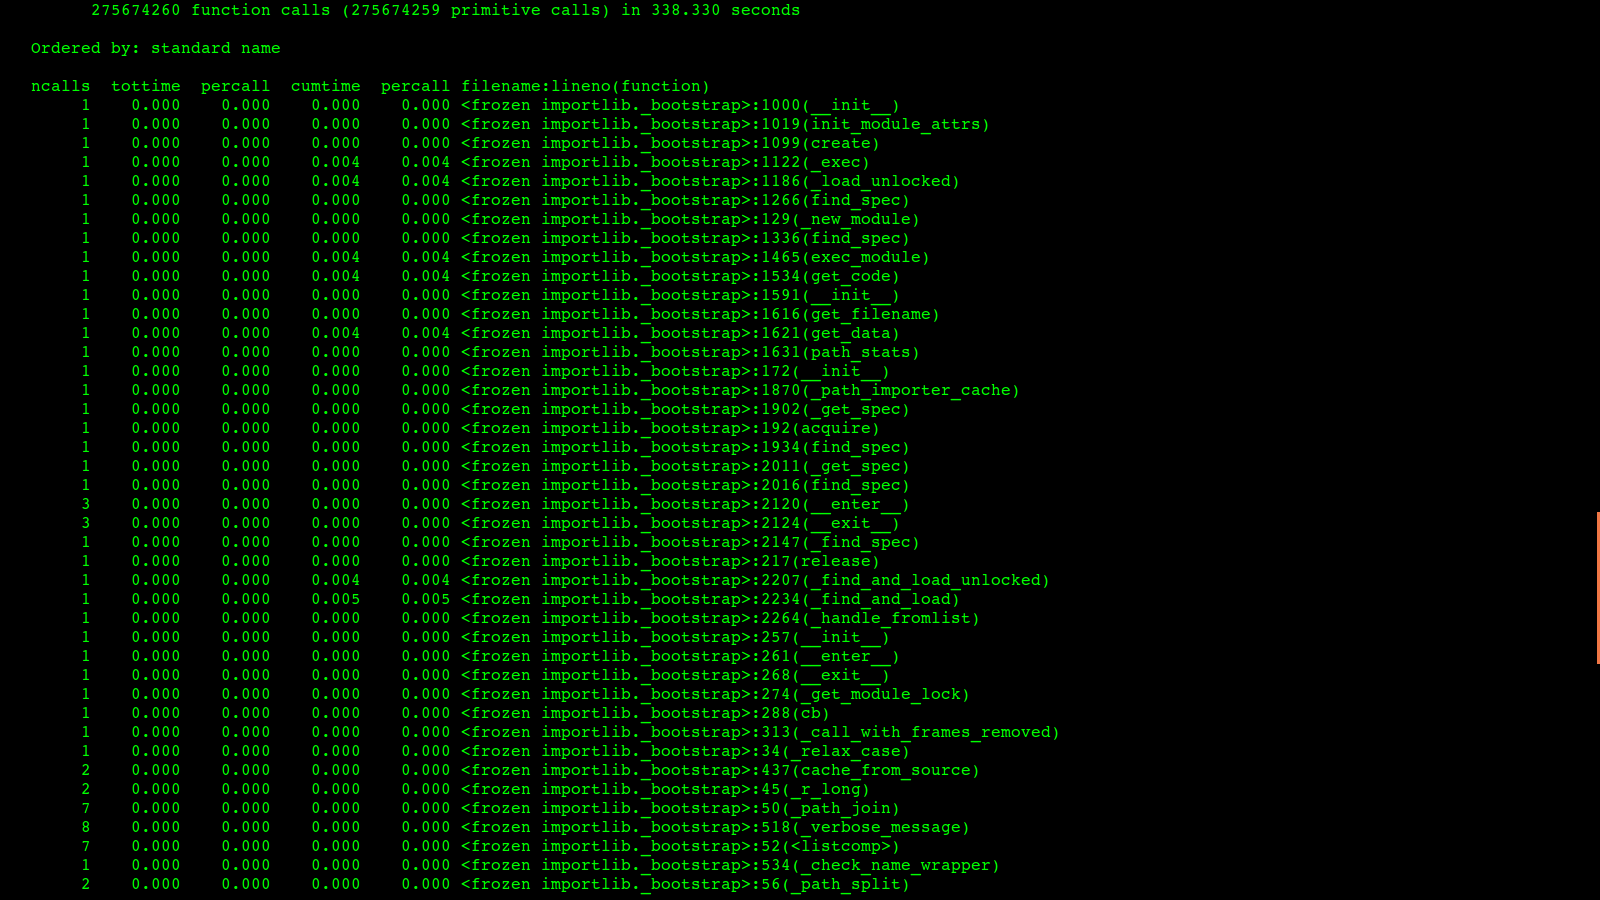 275674260 function calls (275674259 primitive calls) in 338.330 seconds
Ordered by: standard name
ncalls  tottime  percall  cumtime  percall filename:lineno(function)
1    0.000    0.000    0.000    0.000 <frozen importlib._bootstrap>:1000(__init__)
1    0.000    0.000    0.000    0.000 <frozen importlib._bootstrap>:1019(init_module_attrs)
1    0.000    0.000    0.000    0.000 <frozen importlib._bootstrap>:1099(create)
1    0.000    0.000    0.004    0.004 <frozen importlib._bootstrap>:1122(_exec)
1    0.000    0.000    0.004    0.004 <frozen importlib._bootstrap>:1186(_load_unlocked)
1    0.000    0.000    0.000    0.000 <frozen importlib._bootstrap>:1266(find_spec)
1    0.000    0.000    0.000    0.000 <frozen importlib._bootstrap>:129(_new_module)
1    0.000    0.000    0.000    0.000 <frozen importlib._bootstrap>:1336(find_spec)
1    0.000    0.000    0.004    0.004 <frozen importlib._bootstrap>:1465(exec_module)
1    0.000    0.000    0.004    0.004 <frozen importlib._bootstrap>:1534(get_code)
1    0.000    0.000    0.000    0.000 <frozen importlib._bootstrap>:1591(__init__)
1    0.000    0.000    0.000    0.000 <frozen importlib._bootstrap>:1616(get_filename)
1    0.000    0.000    0.004    0.004 <frozen importlib._bootstrap>:1621(get_data)
1    0.000    0.000    0.000    0.000 <frozen importlib._bootstrap>:1631(path_stats)
1    0.000    0.000    0.000    0.000 <frozen importlib._bootstrap>:172(__init__)
1    0.000    0.000    0.000    0.000 <frozen importlib._bootstrap>:1870(_path_importer_cache)
1    0.000    0.000    0.000    0.000 <frozen importlib._bootstrap>:1902(_get_spec)
1    0.000    0.000    0.000    0.000 <frozen importlib._bootstrap>:192(acquire)
1    0.000    0.000    0.000    0.000 <frozen importlib._bootstrap>:1934(find_spec)
1    0.000    0.000    0.000    0.000 <frozen importlib._bootstrap>:2011(_get_spec)
1    0.000    0.000    0.000    0.000 <frozen importlib._bootstrap>:2016(find_spec)
3    0.000    0.000    0.000    0.000 <frozen importlib._bootstrap>:2120(__enter__)
3    0.000    0.000    0.000    0.000 <frozen importlib._bootstrap>:2124(__exit__)
1    0.000    0.000    0.000    0.000 <frozen importlib._bootstrap>:2147(_find_spec)
1    0.000    0.000    0.000    0.000 <frozen importlib._bootstrap>:217(release)
1    0.000    0.000    0.004    0.004 <frozen importlib._bootstrap>:2207(_find_and_load_unlocked)
1    0.000    0.000    0.005    0.005 <frozen importlib._bootstrap>:2234(_find_and_load)
1    0.000    0.000    0.000    0.000 <frozen importlib._bootstrap>:2264(_handle_fromlist)
1    0.000    0.000    0.000    0.000 <frozen importlib._bootstrap>:257(__init__)
1    0.000    0.000    0.000    0.000 <frozen importlib._bootstrap>:261(__enter__)
1    0.000    0.000    0.000    0.000 <frozen importlib._bootstrap>:268(__exit__)
1    0.000    0.000    0.000    0.000 <frozen importlib._bootstrap>:274(_get_module_lock)
1    0.000    0.000    0.000    0.000 <frozen importlib._bootstrap>:288(cb)
1    0.000    0.000    0.000    0.000 <frozen importlib._bootstrap>:313(_call_with_frames_removed)
1    0.000    0.000    0.000    0.000 <frozen importlib._bootstrap>:34(_relax_case)
2    0.000    0.000    0.000    0.000 <frozen importlib._bootstrap>:437(cache_from_source)
2    0.000    0.000    0.000    0.000 <frozen importlib._bootstrap>:45(_r_long)
7    0.000    0.000    0.000    0.000 <frozen importlib._bootstrap>:50(_path_join)
8    0.000    0.000    0.000    0.000 <frozen importlib._bootstrap>:518(_verbose_message)
7    0.000    0.000    0.000    0.000 <frozen importlib._bootstrap>:52(<listcomp>)
1    0.000    0.000    0.000    0.000 <frozen importlib._bootstrap>:534(_check_name_wrapper)
2    0.000    0.000    0.000    0.000 <frozen importlib._bootstrap>:56(_path_split)